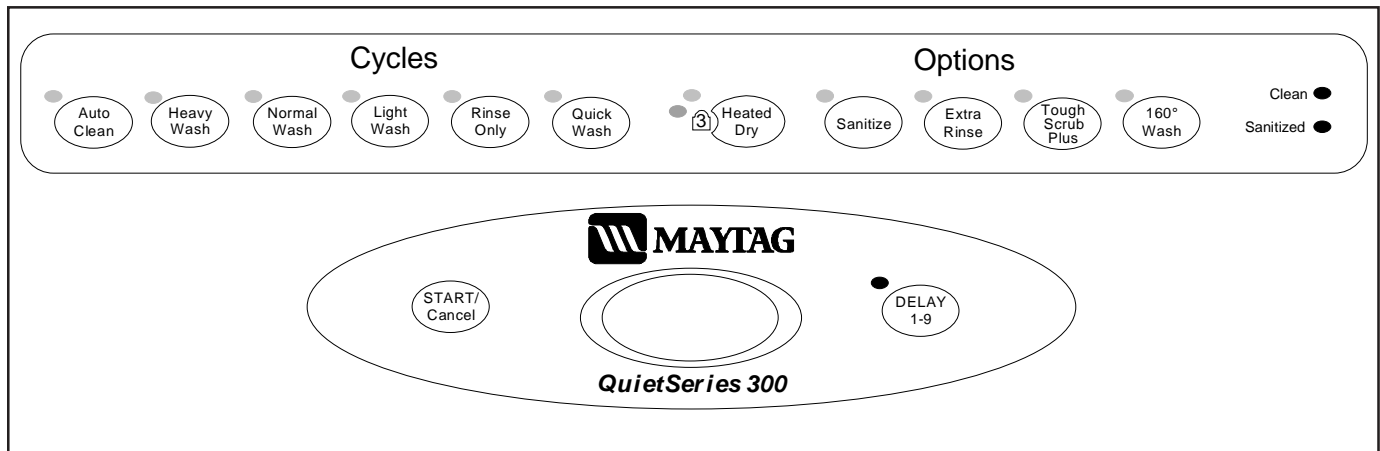 Cycles
Options
Auto
Clean
Heavy
Wash
Normal
Wash
Light
Wash
Rinse
Only
Quick
Wash
3
Heated
Dry
Sanitize
Extra
Rinse
Tough
Scrub
Plus
160°
Wash
Clean
Sanitized
MAYTAG
START/
Cancel
DELAY
1-9
QuietSeries 300